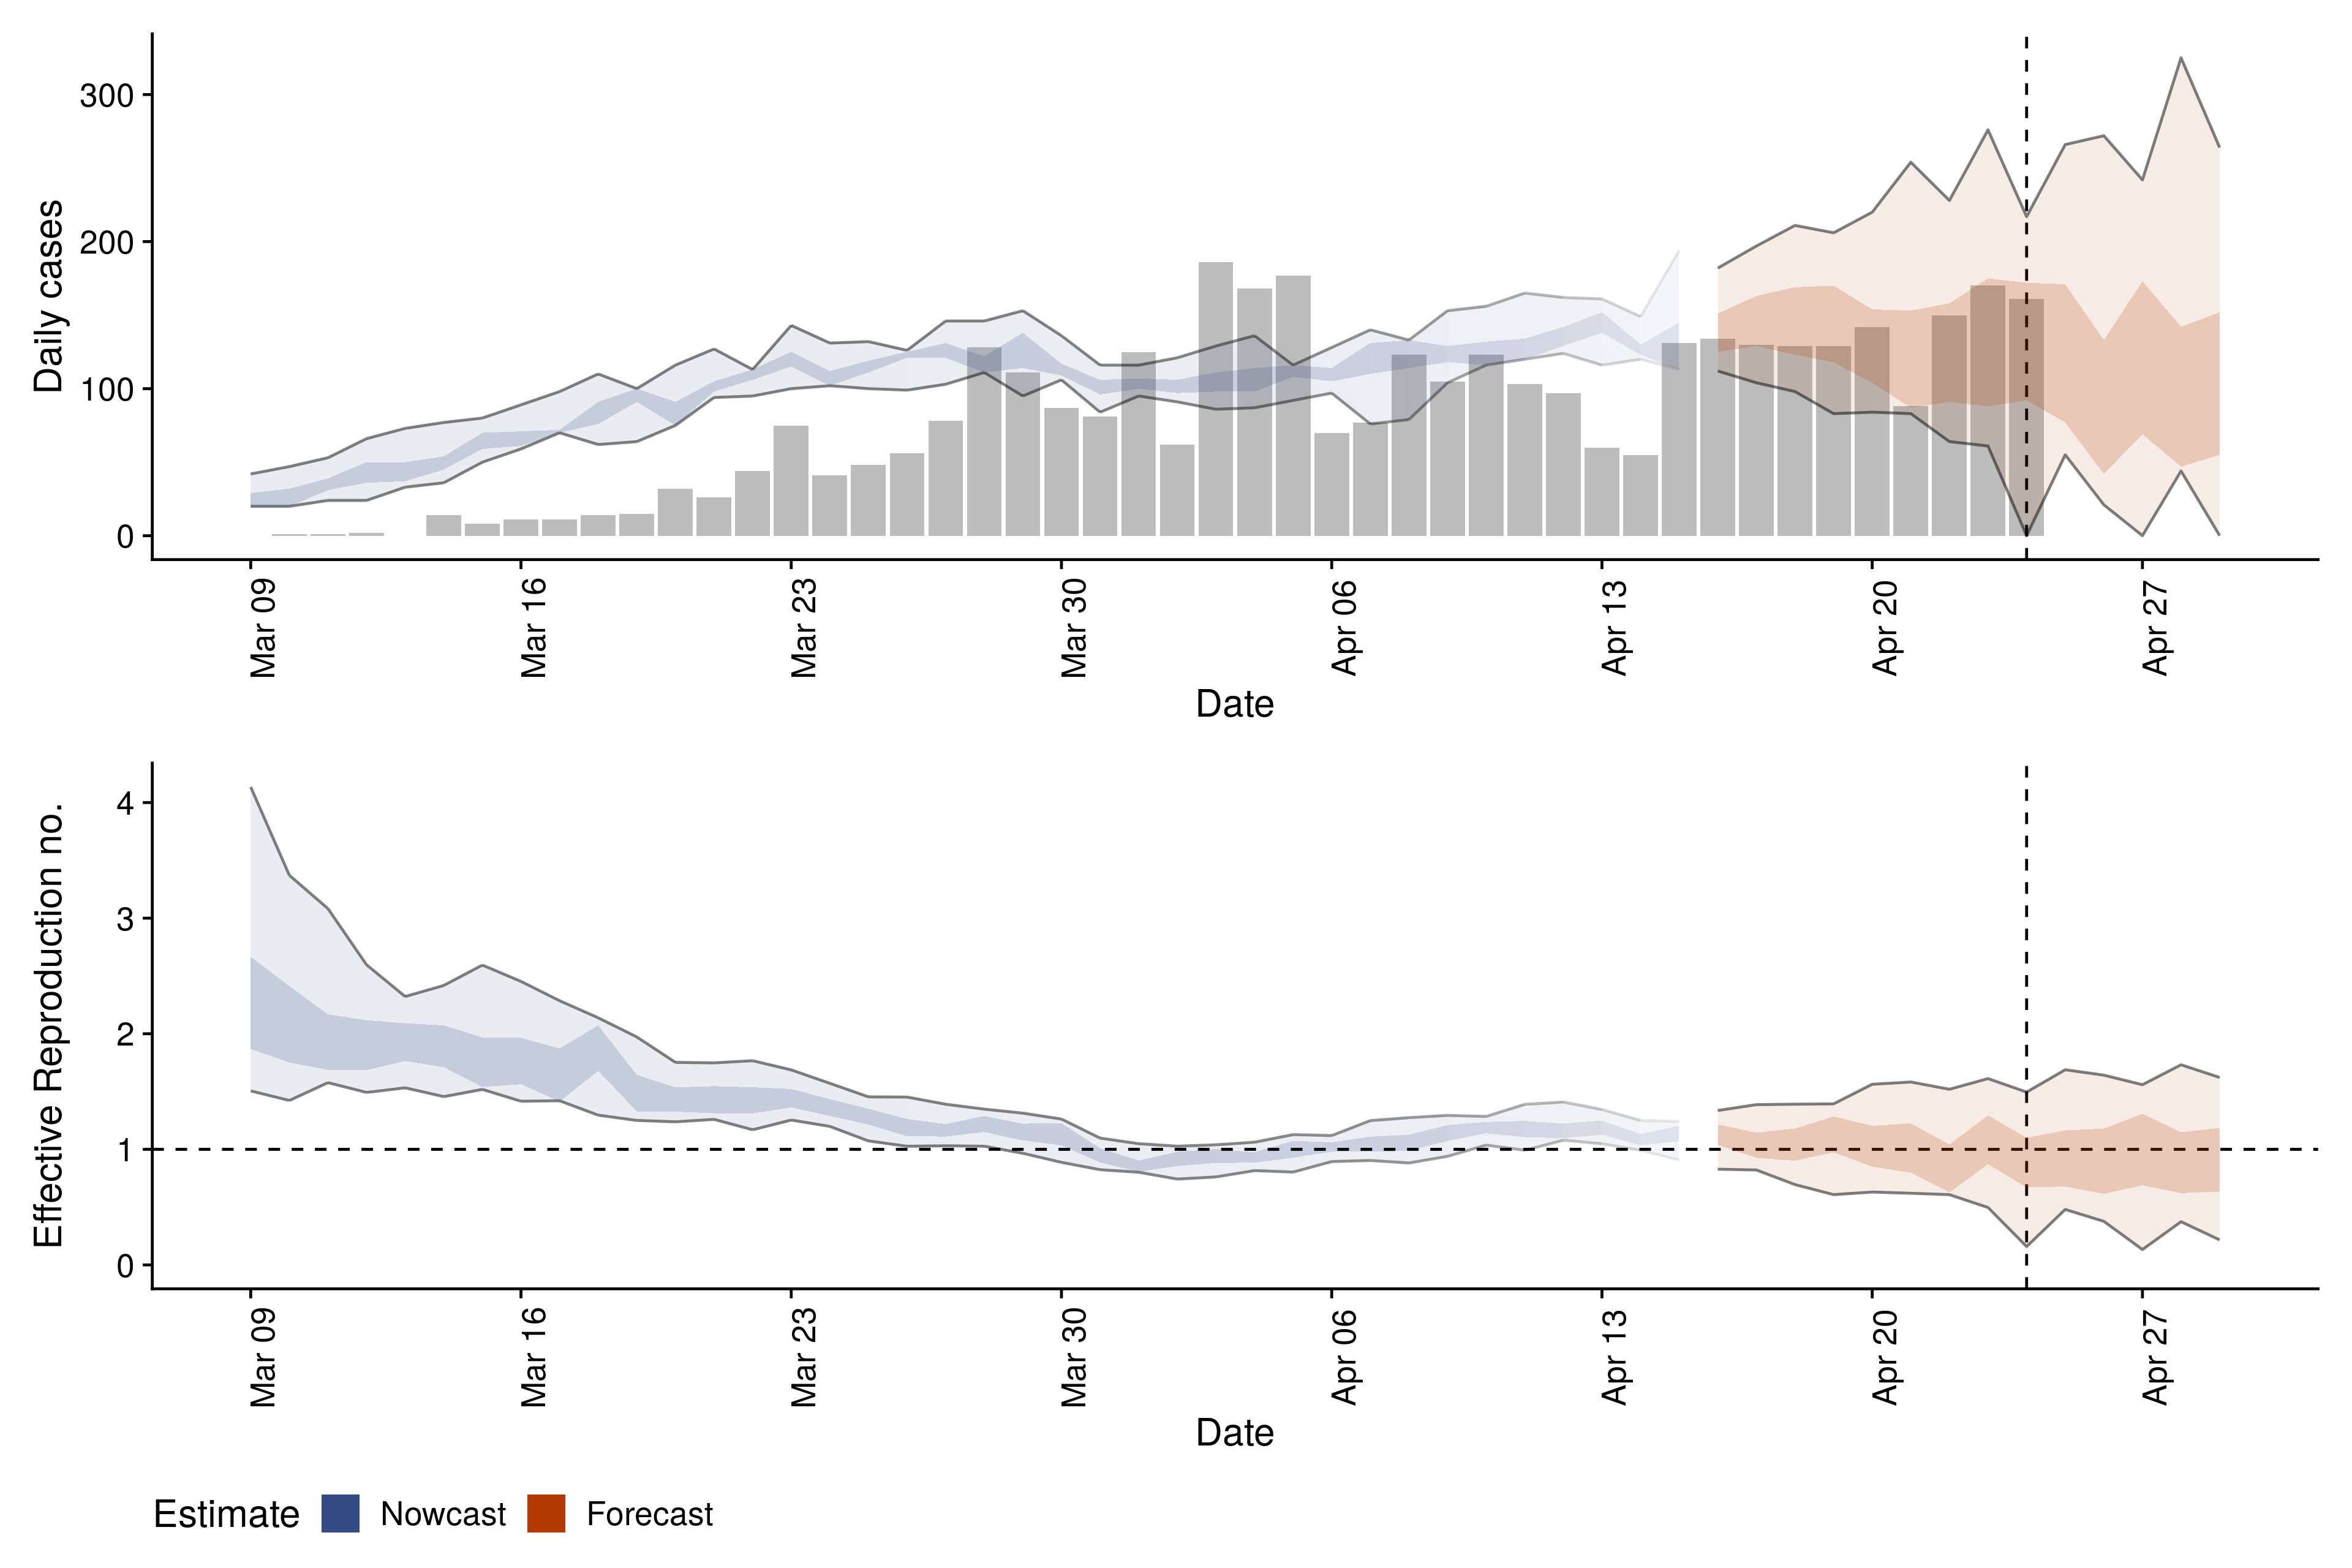 Daily cases
300
200
100
0
Mar 09
Mar 16
Mar 23
Mar 30
Apr 06
Apr 13
Apr 20
Apr 27
Date
Effective Reproduction no.
4
3
2
1
0
Mar 09
Mar 16
Mar 23
Mar 30
Apr 06
Apr 13
Apr 20
Apr 27
Date
Estimate Nowcast Forecast